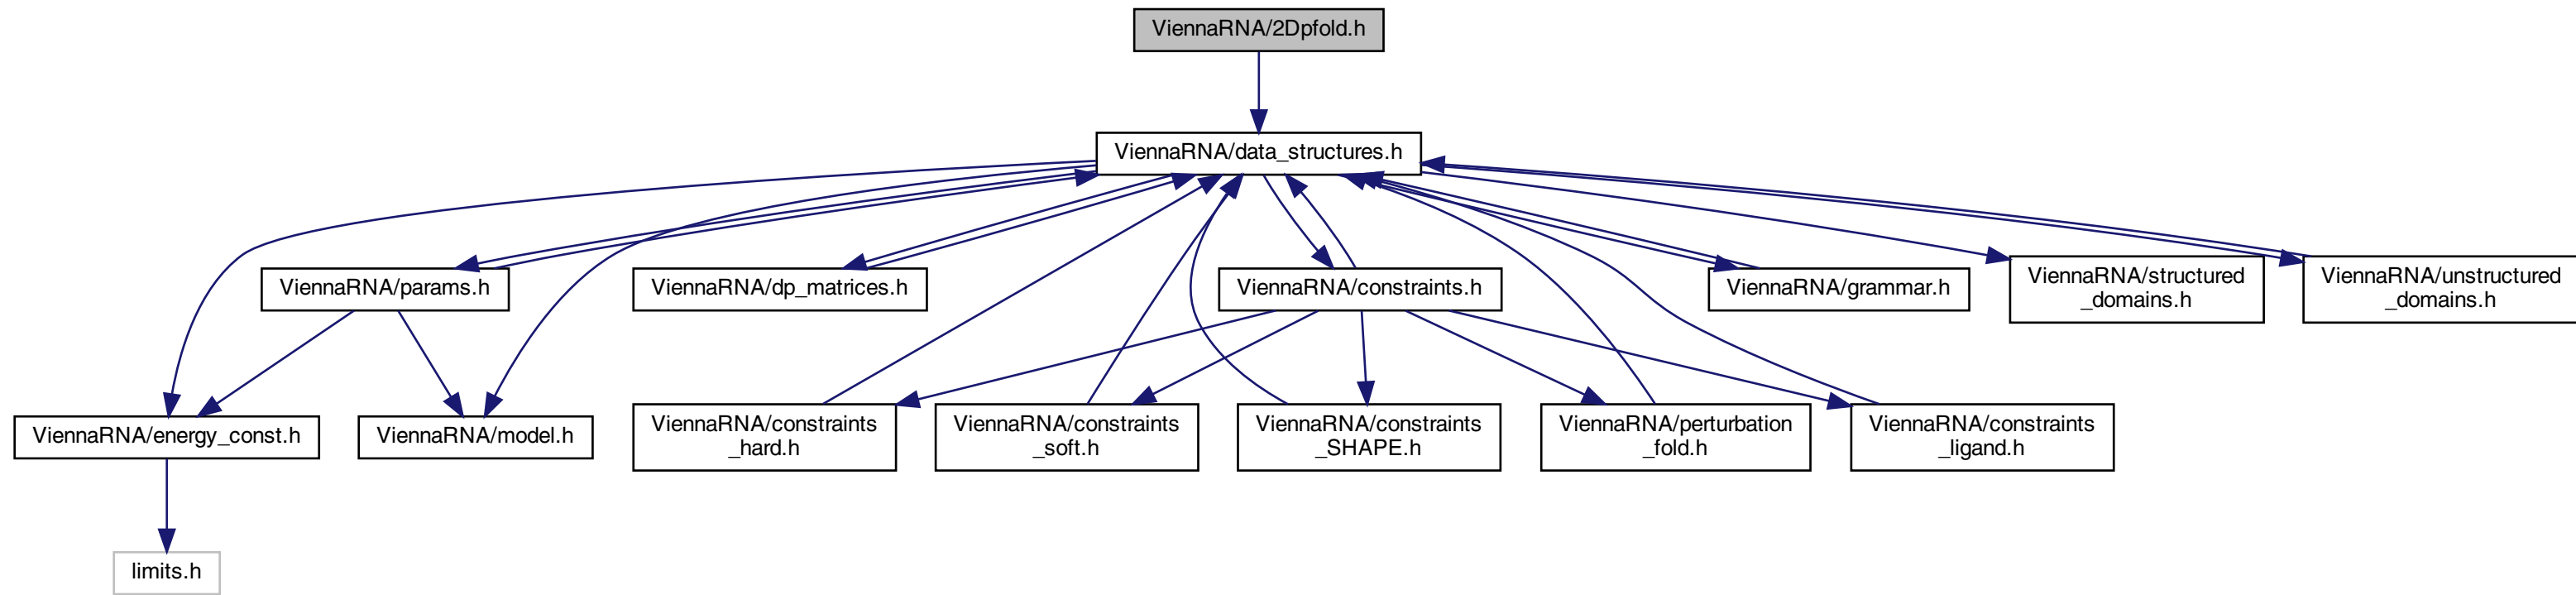 ViennaRNA/2Dpfold.h
ViennaRNA/data_structures.h
ViennaRNA/params.h
ViennaRNA/dp_matrices.h
ViennaRNA/constraints.h
ViennaRNA/grammar.h
ViennaRNA/structured
_domains.h
ViennaRNA/unstructured
_domains.h
ViennaRNA/energy_const.h
ViennaRNA/model.h
ViennaRNA/constraints
_hard.h
ViennaRNA/constraints
_soft.h
ViennaRNA/constraints
_SHAPE.h
ViennaRNA/perturbation
_fold.h
ViennaRNA/constraints
_ligand.h
limits.h